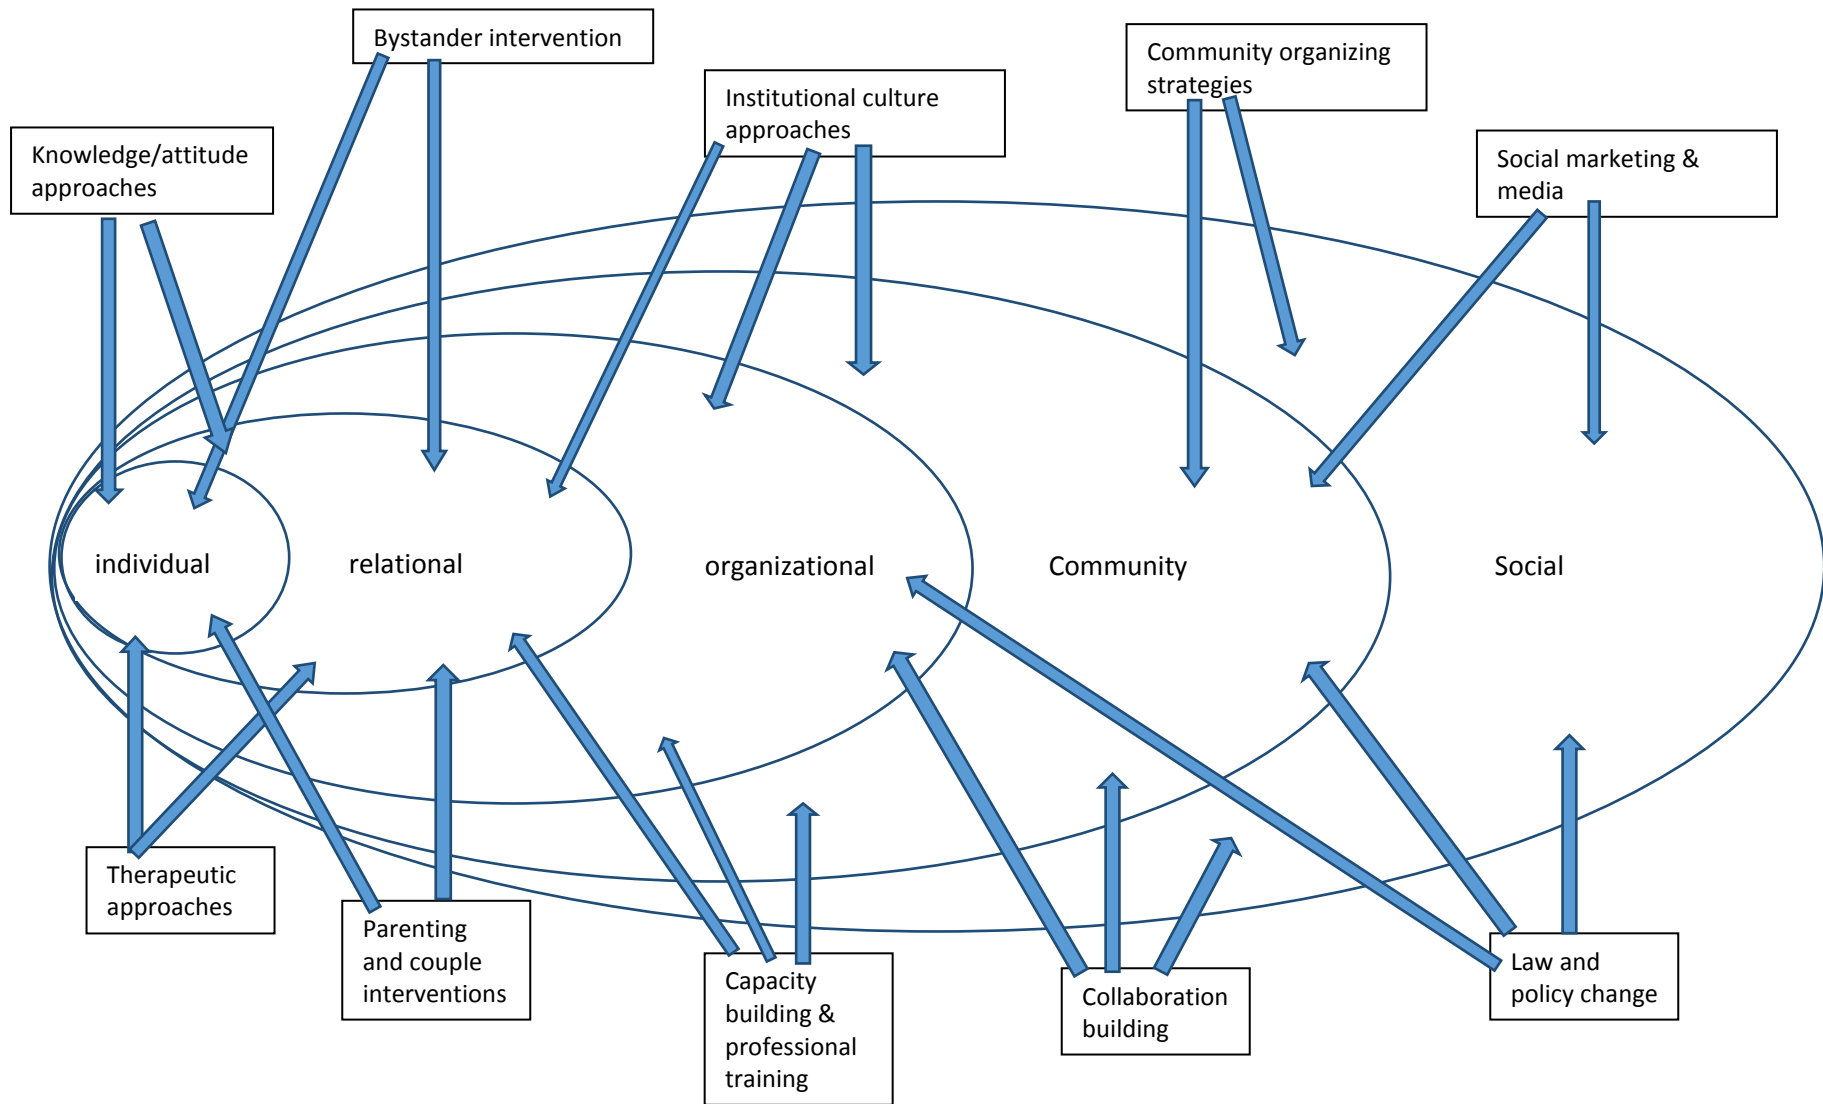 Bystander intervention
Community organizing
strategies
Institutional culture
approaches
Knowledge/attitude
approaches
Social marketing &
media
individual
relational
organizational
Community
Social
Therapeutic
approaches
Parenting
and couple
interventions
Capacity
building &
professional
training
Collaboration
building
Law and
policy change